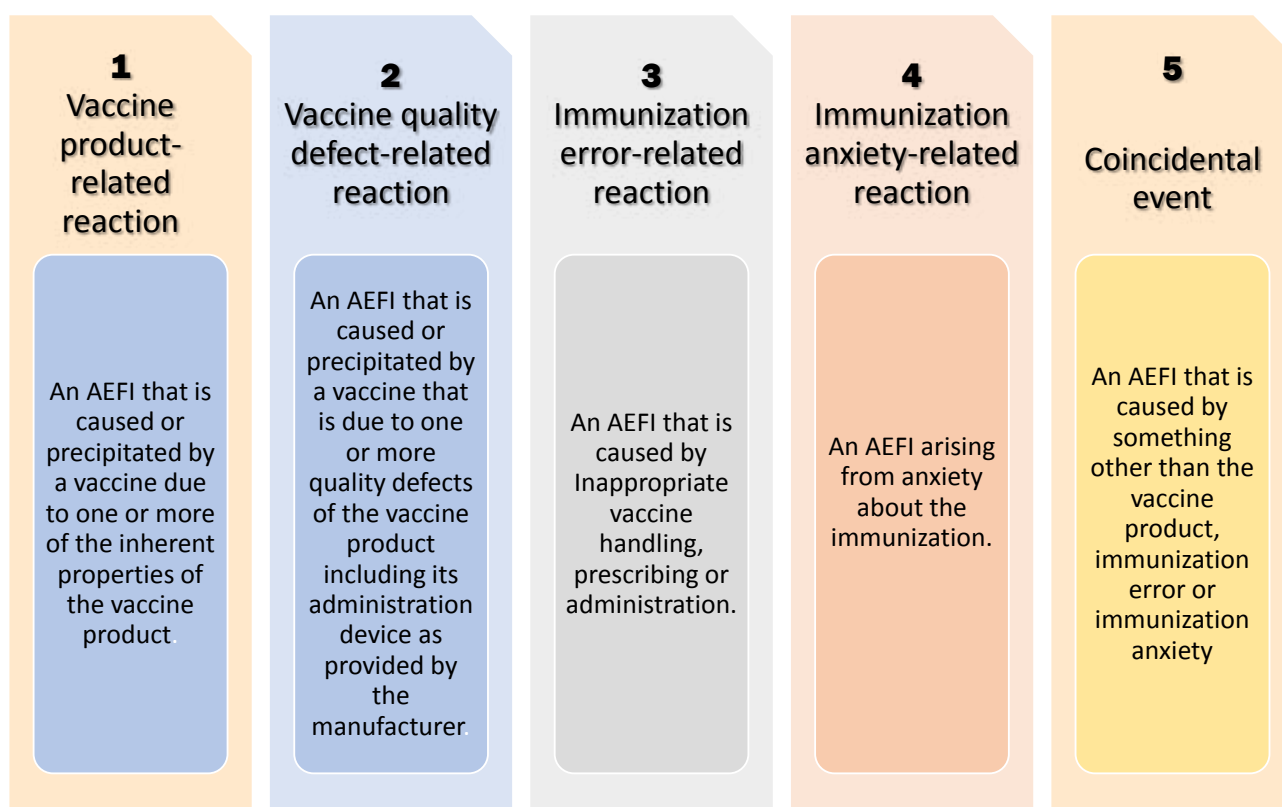 1
Vaccine
product-
related
reaction
An AEFI that is
caused or
precipitated by
a vaccine due
to one or more
of the inherent
properties of
the vaccine
product.
2
Vaccine quality
defect-related
reaction
An AEFI that is
caused or
precipitated by
a vaccine that
is due to one
or more
quality defects
of the vaccine
product
including its
administration
device as
provided by
the
manufacturer.
3
Immunization
error-related
reaction
An AEFI that is
caused by
Inappropriate
vaccine
handling,
prescribing or
administration.
4
Immunization
anxiety-related
reaction
An AEFI arising
from anxiety
about the
immunization.
5
Coincidental
event
An AEFI that is
caused by
something
other than the
vaccine
product,
immunization
error or
immunization
anxiety